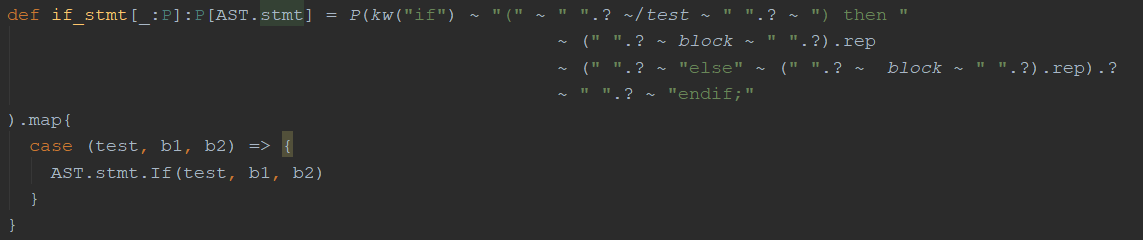 def if_stmt[_:P]:P[AST.stmt] = P(kw("if") ~ "(" ~ " ".? ~/test ~ " ".? ~ ") then "
~ (" ".? ~ block ~ " ".?).rep
~ (" ".? ~ "else" ~ (" ".? ~  block ~ " ".?).rep).?
~ " ".? ~ "endif;"
).map{
case (test, b1, b2) => {
AST.stmt.If(test, b1, b2)
}
}